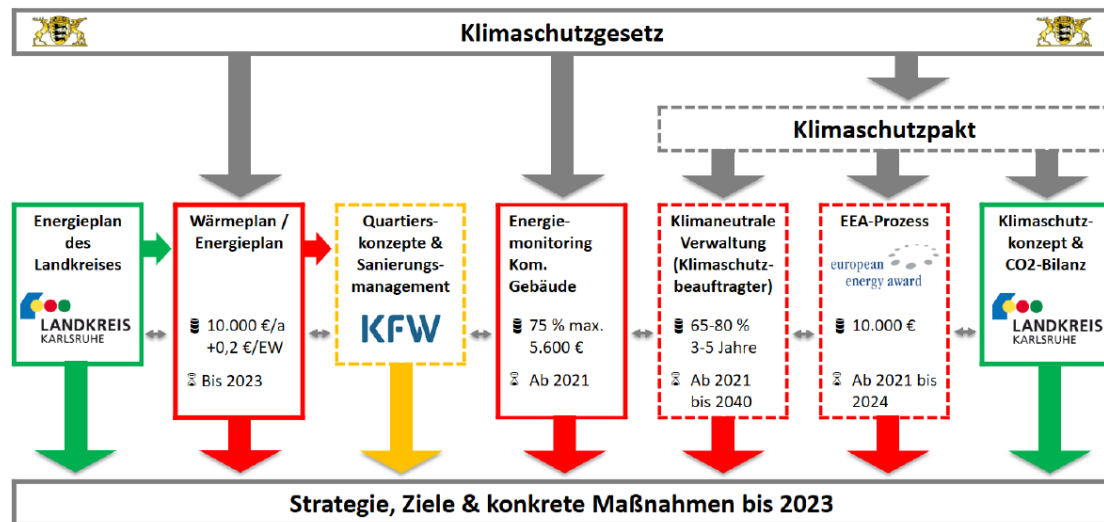 Klimaschutzgesetz
Klimaschutzpakt
Energieplan
des
Landkreises
LANDKREIS
KARLSRUHE
Wärmeplan /
Energieplan
10.000 €/a
+0,2 €/EW
Bis 2023
Quartiers-
konzepte &
Sanierungs-
management
KFW
Energie-
monitoring
Kom.
Gebäude
75 % max.
5.600 €
Ab 2021
Klimaneutrale
Verwaltung
(Klimaschutz-
beauftragter)
65-80 %
3-5 Jahre
Ab 2021
bis 2040
EEA-Prozess
european
energy award
10.000 €
Ab 2021 bis
2024
Klimaschutz-
konzept &
CO2-Bilanz
LANDKREIS
KARLSRUHE
Strategie, Ziele & konkrete Maßnahmen bis 2023